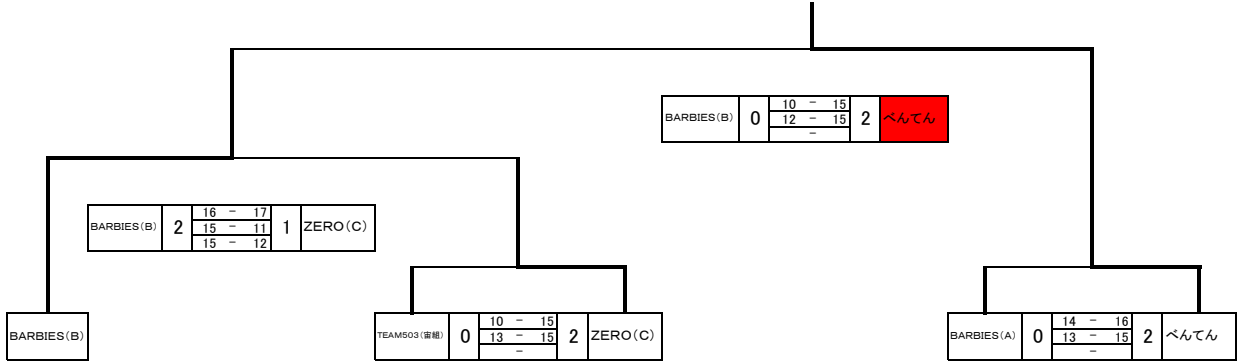 BARBIES(B) 0 10 - 15 2 べんてん
12 - 15
-
BARBIES(B) 2 16 - 17 1 ZERO(C)
15 - 11
15 - 12
BARBIES(B)
TEAM503(宙組) 0 10 - 15 2 ZERO(C)
13 - 15
-
BARBIES(A) 0 14 - 16 2 べんてん
13 - 15
-